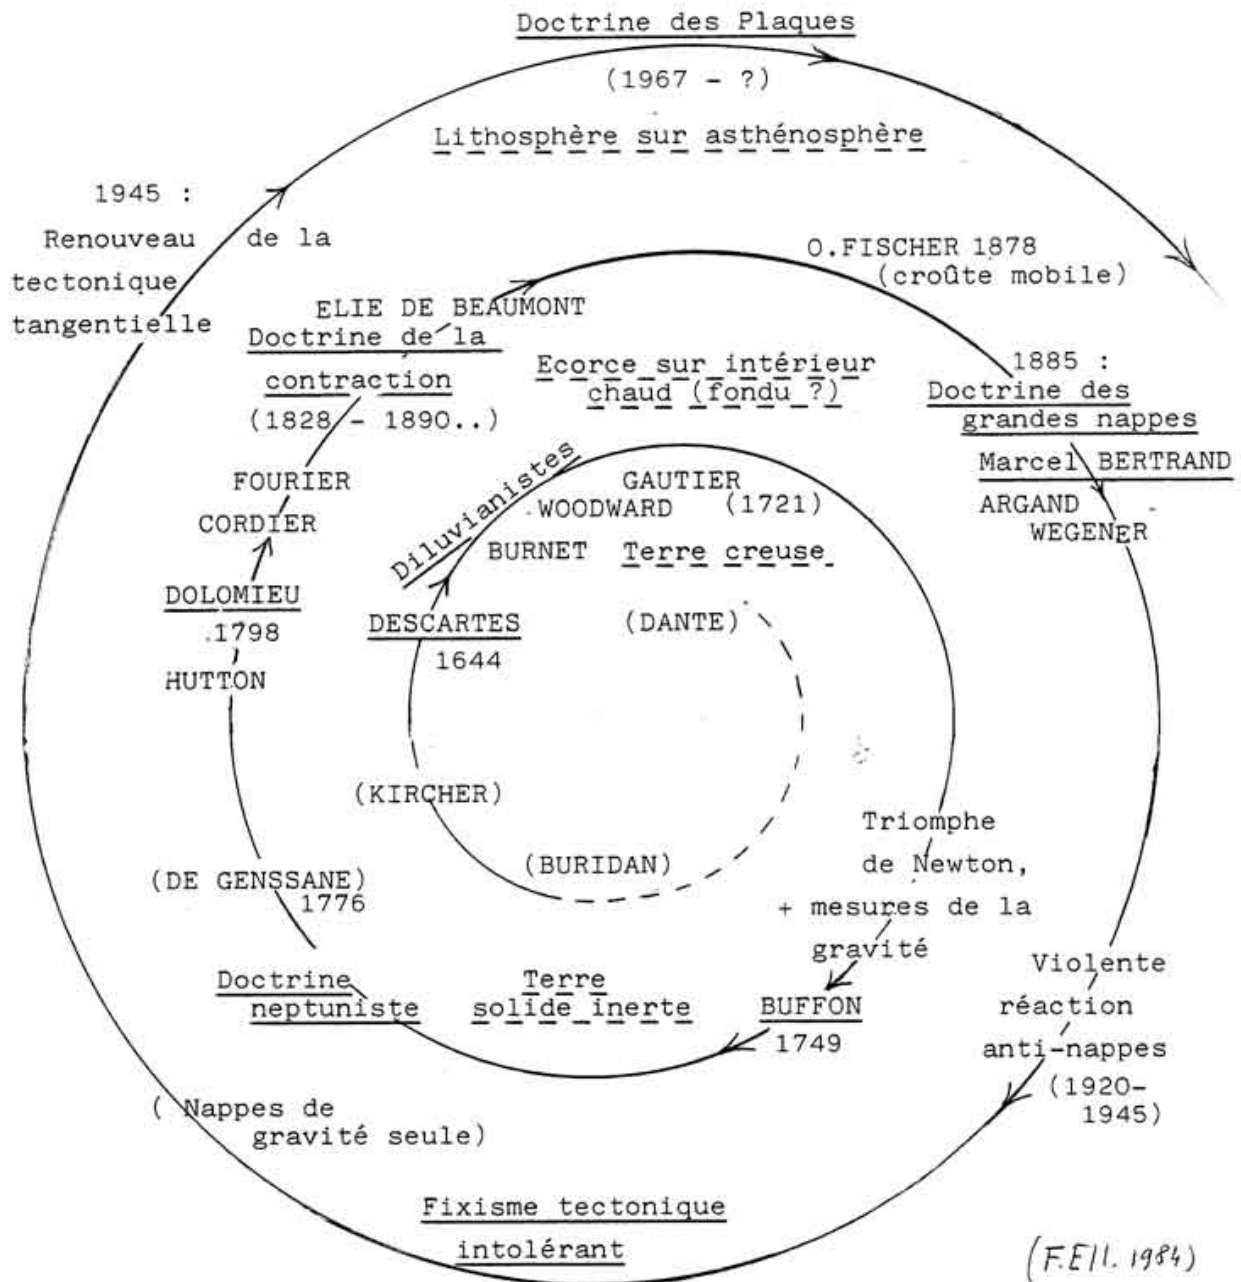 Doctrine des Plaques
(1967 - ?)
Lithosphère sur asthénosphère
1945 :
Renouveau de la
tectonique
tangentielle
O.FISCHER 1878
(croûte mobile)
ELIE DE BEAUMONT
Doctrine de la
contraction
(1828 - 1890..)
Ecorce sur intérieur
chaud (fondu ?)
1885 :
Doctrine des
grandes nappes
Marcel BERTRAND
ARGAND
WEGENER
FOURIER
CORDIER
DOLOMIEU
1798
HUTTON
Diluvianistes
GAUTIER
WOODWARD (1721)
BURNET
Terre creuse
DESCARTES
1644
(DANTE)
(KIRCHER)
(BURIDAN)
Triomphe
de Newton,
+ mesures de la
gravité
(DE GENSSANE)
1776
Doctrine
neptuniste
Terre
solide inerte
BUFFON
1749
Violente
réaction
anti-nappes
(1920-
1945)
( Nappes de
gravité seule)
Fixisme tectonique
intolérant
(F.Ell. 1984)